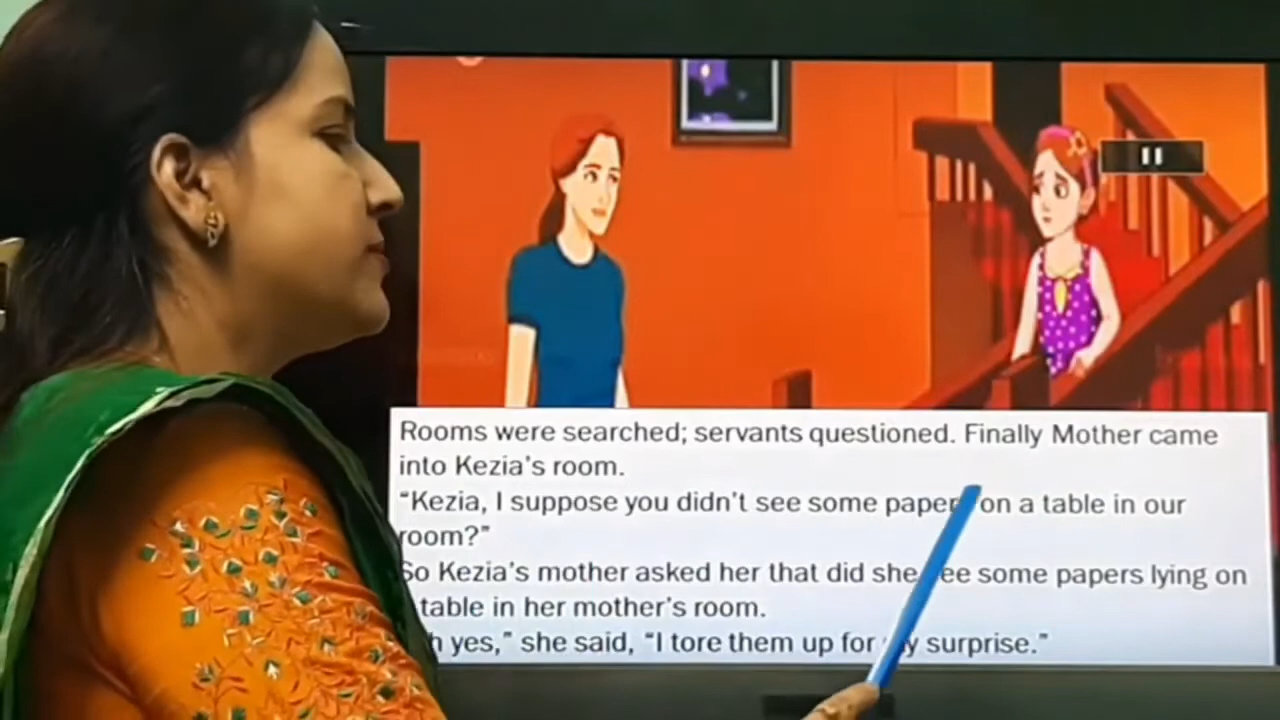 Rooms were searched; servants questioned. Finally Mother came
into Kezia's room.
“Kezia, I suppose you didn't see some paper on a table in our
room?”
So Kezia's mother asked her that did she see some papers lying on
table in her mother's room.
yes,” she said, “I tore them up for surprise.”